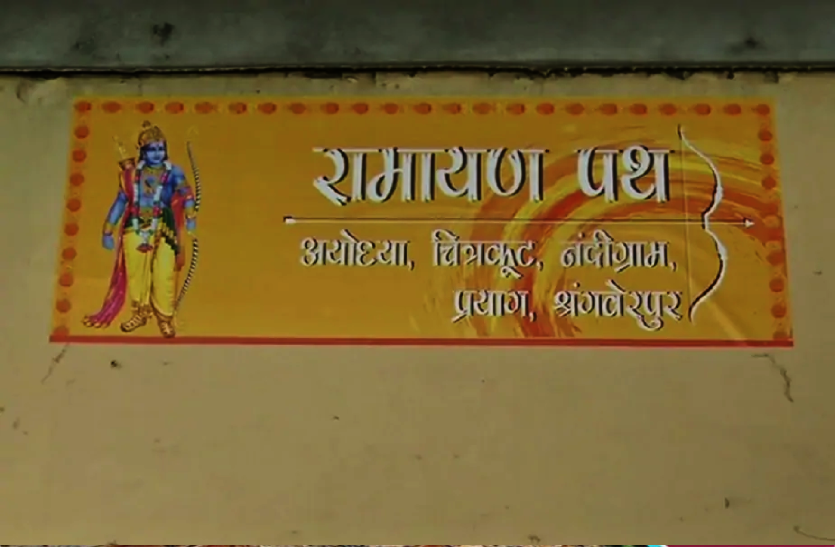 रामायण पथ
अयोध्या, चित्रकूट, नंदीग्राम,
प्रयाग, श्रंगवेरपुर